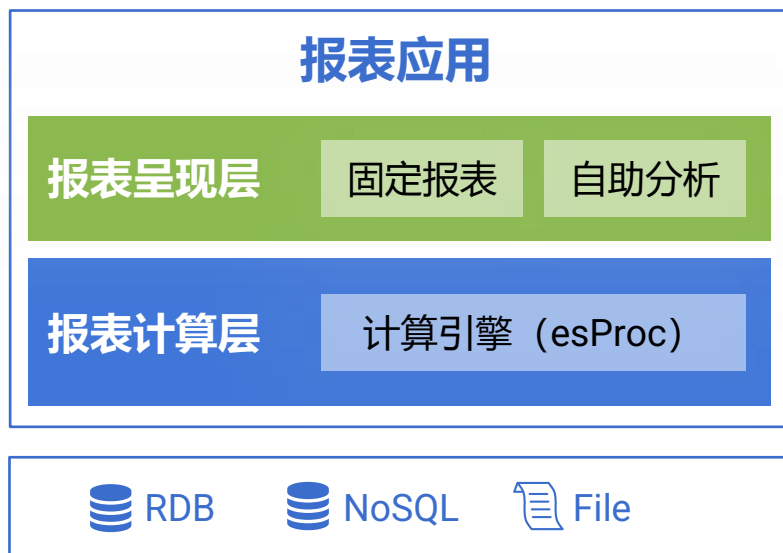 报表应用
报表呈现层 固定报表 自助分析
报表计算层 计算引擎（esProc）
RDB NoSQL File